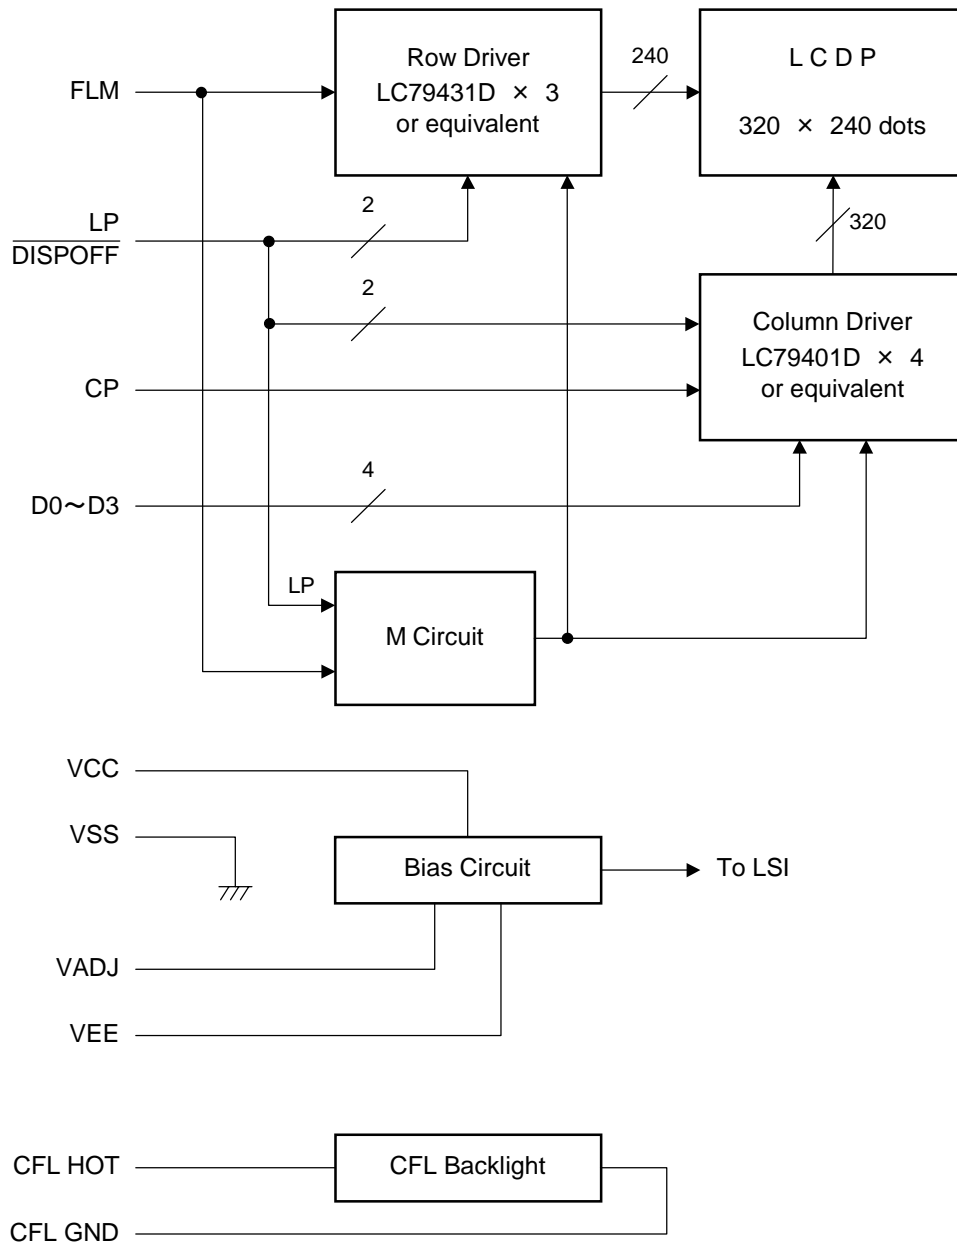 Row Driver
LC79431D × 3
or equivalent
240
L C D P
320 × 240 dots
FLM
LP
DISPOFF
2
320
2
Column Driver
LC79401D × 4
or equivalent
CP
4
D0～D3
LP
M Circuit
VCC
VSS
Bias Circuit
To LSI
VADJ
VEE
CFL HOT
CFL Backlight
CFL GND